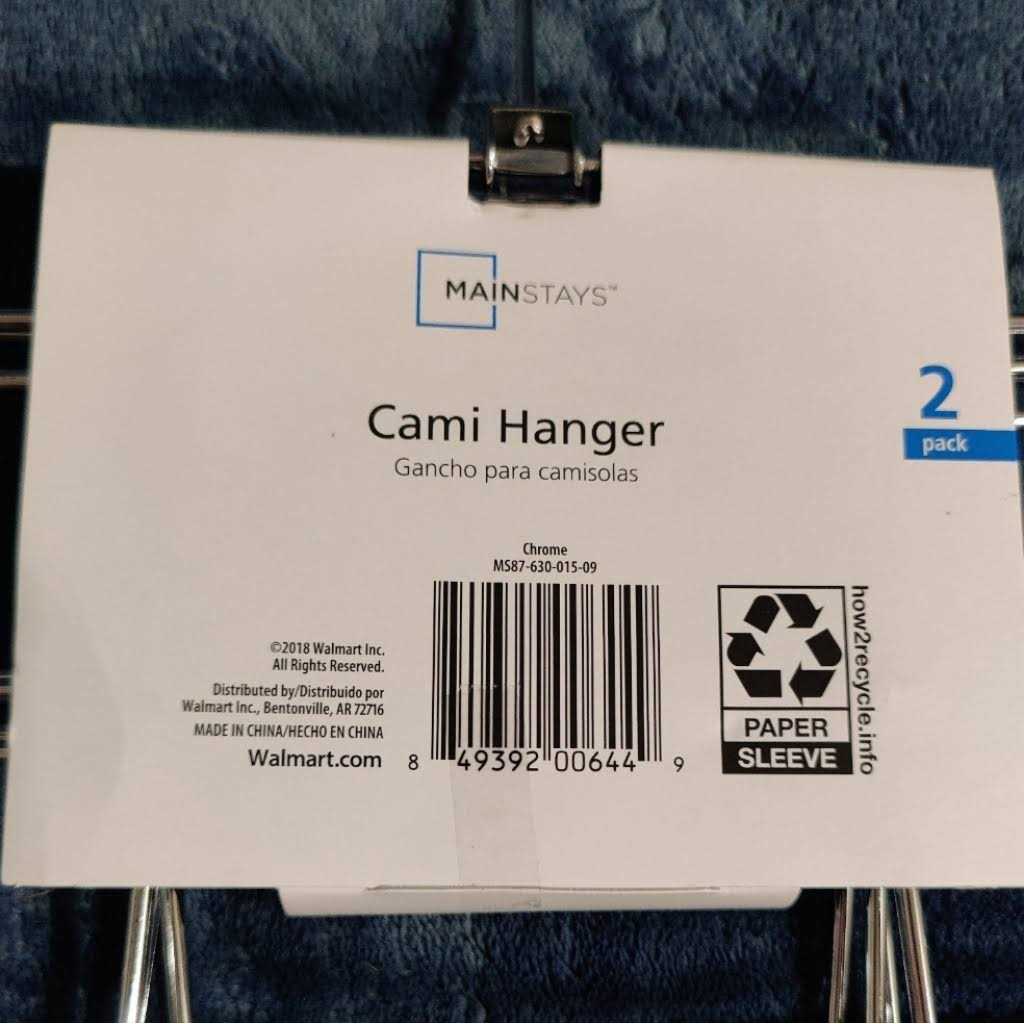 MAINSTAYS™
Cami Hanger
Gancho para camisolas
2
pack
Chrome
MS87-630-015-09
©2018 Walmart Inc.
All Rights Reserved.
Distributed by/Distribuido por
Walmart Inc., Bentonville, AR 72716
MADE IN CHINA/HECHO EN CHINA
Walmart.com
8 49392 00644 9
PAPER
SLEEVE
how2recycle.info